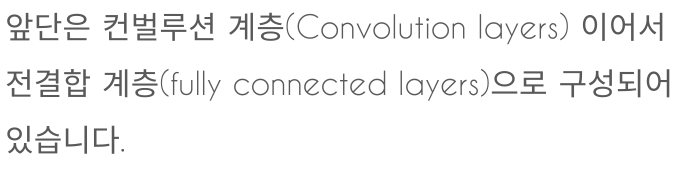 앞단은 컨벌루션 계층(Convolution layers) 이어서
전결합 계층(fully connected layers)으로 구성되어
있습니다.